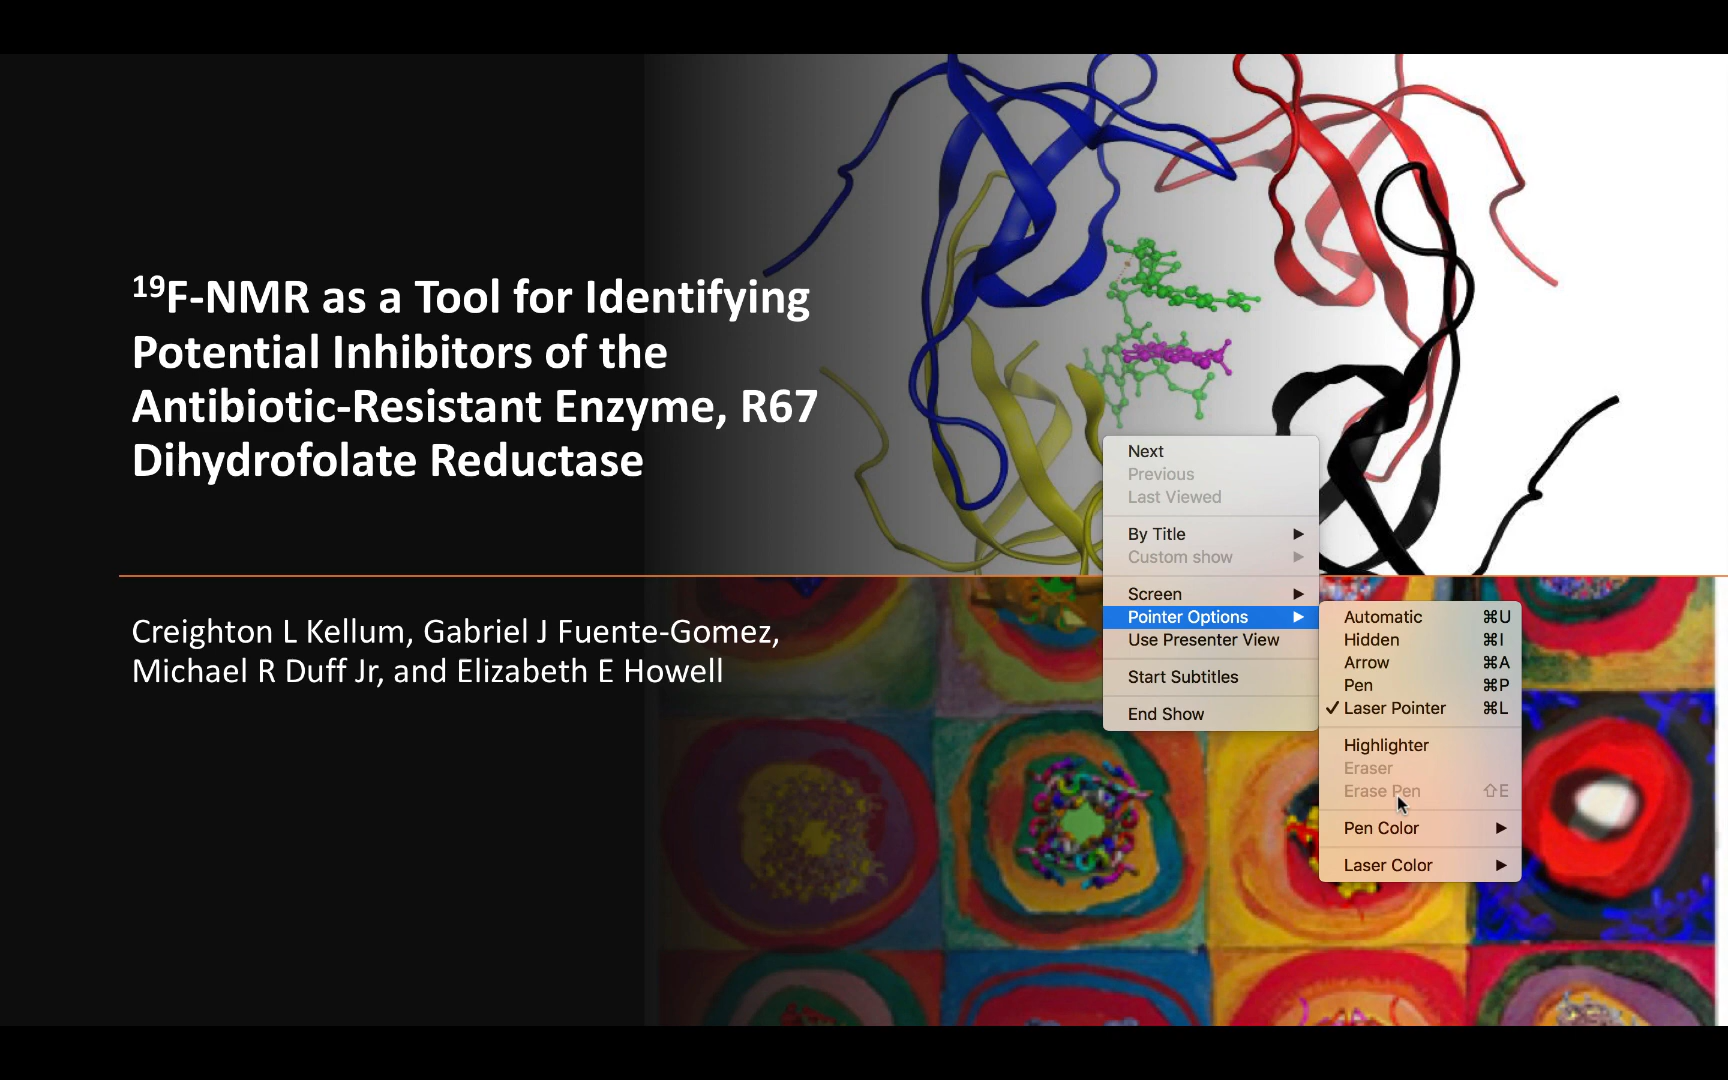 ¹⁹F-NMR as a Tool for Identifying
Potential Inhibitors of the
Antibiotic-Resistant Enzyme, R67
Dihydrofolate Reductase
Creighton L Kellum, Gabriel J Fuente-Gomez,
Michael R Duff Jr, and Elizabeth E Howell
Next
Previous
Last Viewed
By Title ▶
Custom show ▶
Screen ▶
Pointer Options ▶
Use Presenter View
Start Subtitles
End Show
Automatic ⌘U
Hidden ⌘I
Arrow ⌘A
Pen ⌘P
✓ Laser Pointer ⌘L
Highlighter
Eraser
Erase Pen ⇧E
Pen Color ▶
Laser Color ▶